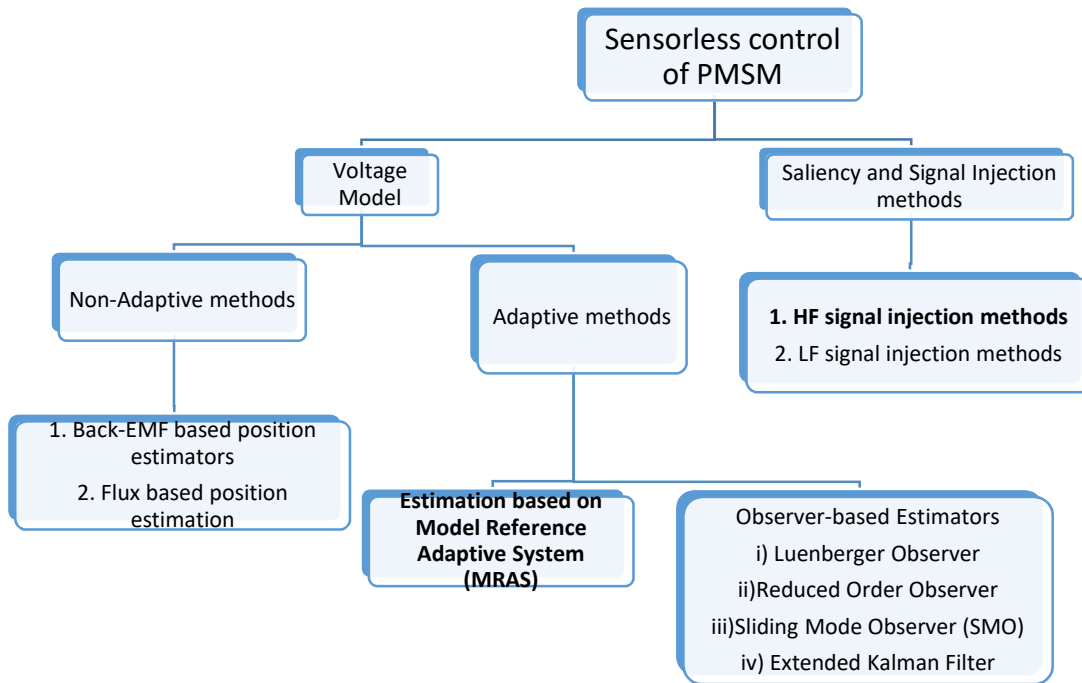 Sensorless control
of PMSM
Voltage
Model
Saliency and Signal Injection
methods
Non-Adaptive methods
Adaptive methods
1. HF signal injection methods
2. LF signal injection methods
1. Back-EMF based position
estimators
2. Flux based position
estimation
Estimation based on
Model Reference
Adaptive System
(MRAS)
Observer-based Estimators
i) Luenberger Observer
ii)Reduced Order Observer
iii)Sliding Mode Observer (SMO)
iv) Extended Kalman Filter